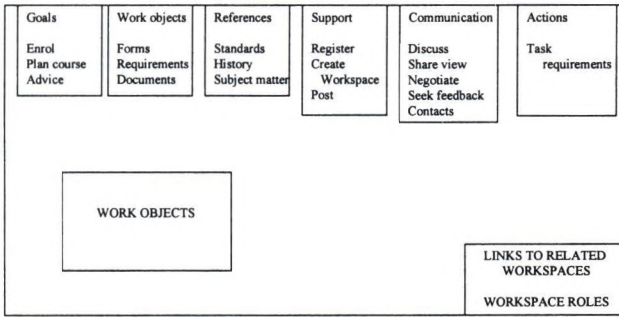 Goals
Enrol
Plan course
Advice
Work objects
Forms
Requirements
Documents
References
Standards
History
Subject matter
Support
Register
Create
Workspace
Post
Communication
Discuss
Share view
Negotiate
Seek feedback
Contacts
Actions
Task
requirements
WORK OBJECTS
LINKS TO RELATED
WORKSPACES
WORKSPACE ROLES